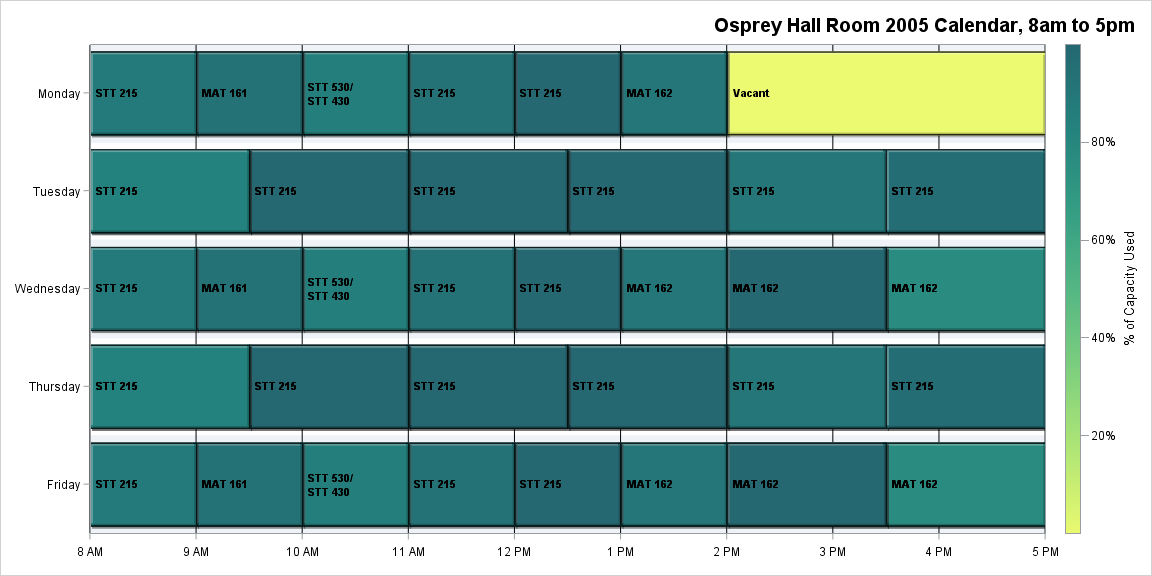 Osprey Hall Room 2005 Calendar, 8am to 5pm
Monday
STT 215
MAT 161
STT 530/
STT 430
STT 215
STT 215
MAT 162
Vacant
Tuesday
STT 215
STT 215
STT 215
STT 215
STT 215
STT 215
Wednesday
STT 215
MAT 161
STT 530/
STT 430
STT 215
STT 215
MAT 162
MAT 162
MAT 162
Thursday
STT 215
STT 215
STT 215
STT 215
STT 215
STT 215
Friday
STT 215
MAT 161
STT 530/
STT 430
STT 215
STT 215
MAT 162
MAT 162
MAT 162
8 AM
9 AM
10 AM
11 AM
12 PM
1 PM
2 PM
3 PM
4 PM
5 PM
80%
60%
40%
20%
% of Capacity Used